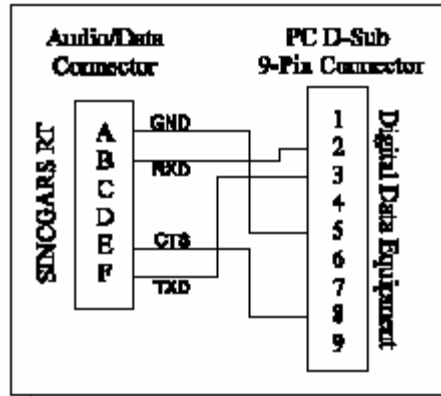 Audio/Data
Connector
PC D-Sub
9-Pin Connector
SINCGARS RT
A
B
C
D
E
F
GND
RXD
CTS
TXD
1
2
3
4
5
6
7
8
9
Digital Data Equipment